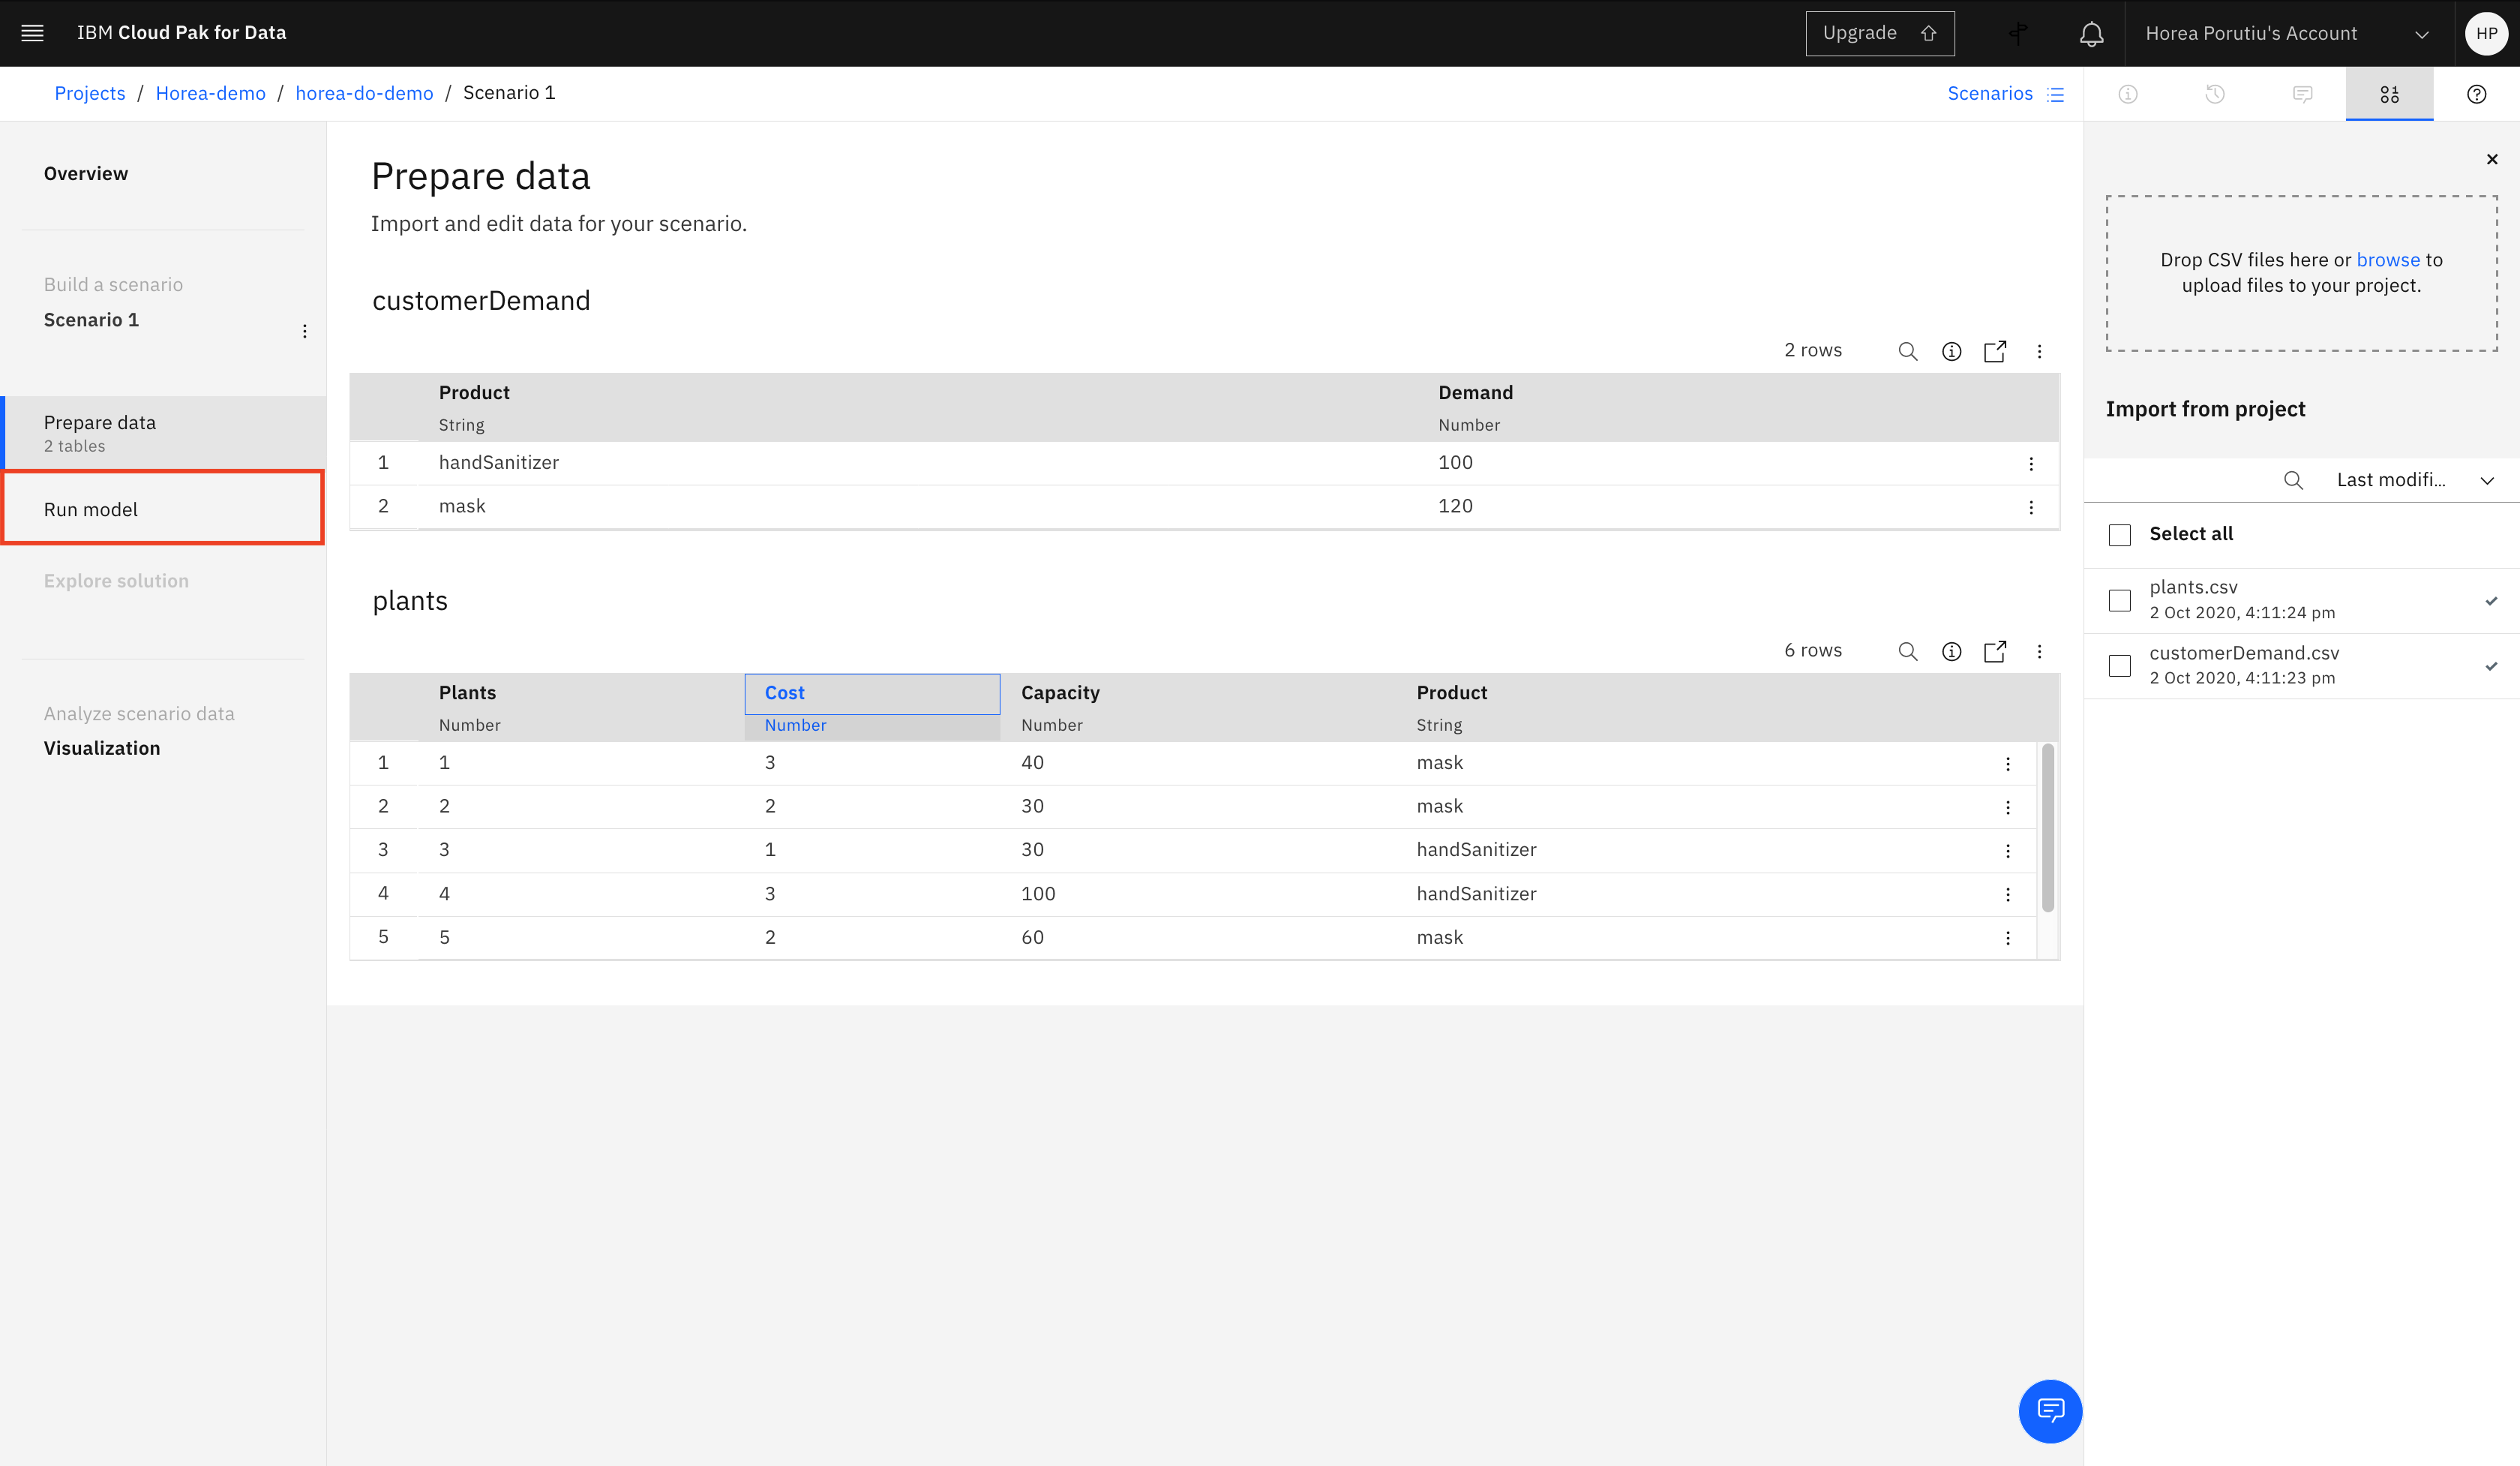 IBM Cloud Pak for Data
Upgrade
Horea Porutiu's Account
HP
Projects / Horea-demo / horea-do-demo / Scenario 1
Scenarios
Overview
Build a scenario
Scenario 1
Prepare data
2 tables
Run model
Explore solution
Analyze scenario data
Visualization
Prepare data
Import and edit data for your scenario.
customerDemand
2 rows
Product Demand
String Number
1 handSanitizer 100
2 mask 120
plants
6 rows
Plants Cost Capacity Product
Number Number Number String
1 1 3 40 mask
2 2 2 30 mask
3 3 1 30 handSanitizer
4 4 3 100 handSanitizer
5 5 2 60 mask
Drop CSV files here or browse to
upload files to your project.
Import from project
Last modifi...
Select all
plants.csv
2 Oct 2020, 4:11:24 pm
customerDemand.csv
2 Oct 2020, 4:11:23 pm